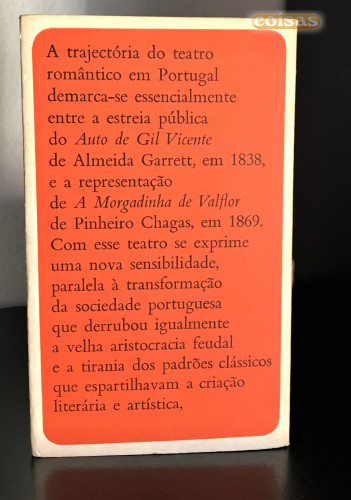 coisas
A trajectória do teatro
romântico em Portugal
demarca-se essencialmente
entre a estreia pública
do Auto de Gil Vicente
de Almeida Garrett, em 1838,
e a representação
de A Morgadinha de Valflor
de Pinheiro Chagas, em 1869.
Com esse teatro se exprime
uma nova sensibilidade,
paralela à transformação
da sociedade portuguesa
que derrubou igualmente
a velha aristocracia feudal
e a tirania dos padrões clássicos
que espartilhavam a criação
literária e artística,